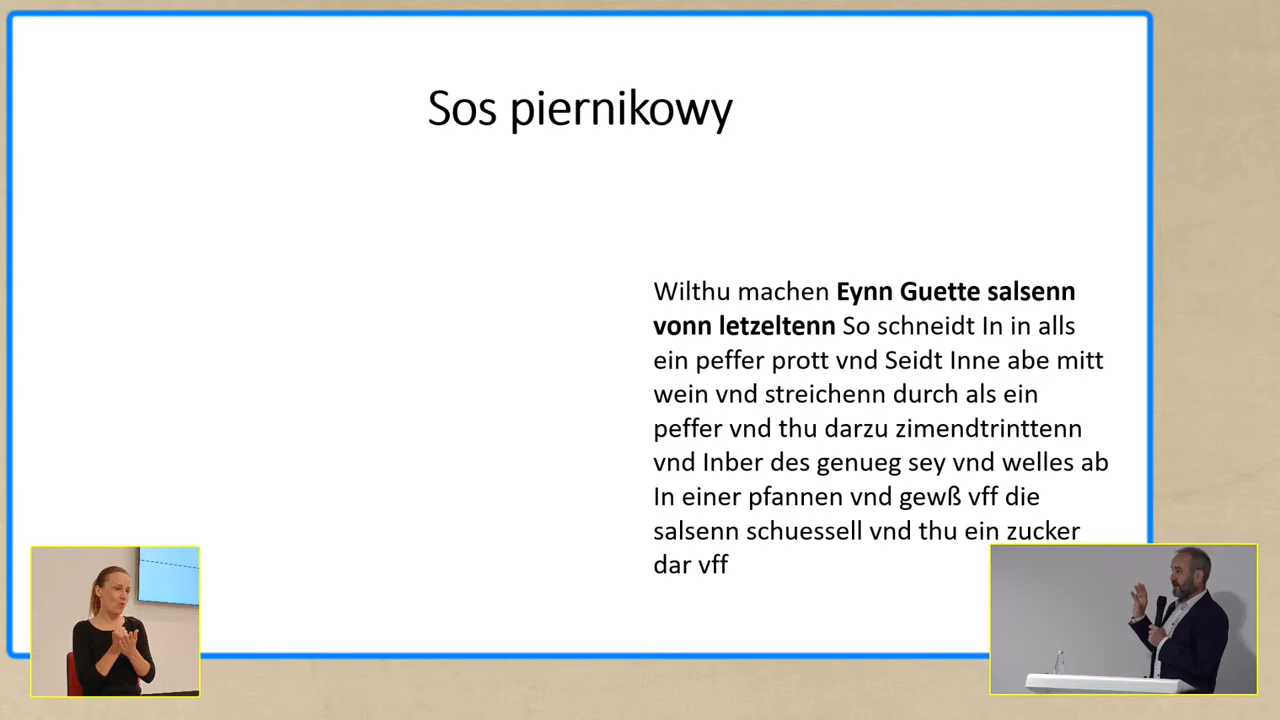 Sos piernikowy
Wilthu machen Eynn Guette salsenn
vonn letzeltenn So schneidt In in alls
ein peffer prott vnd Seidt Inne abe mitt
wein vnd streichenn durch als ein
peffer vnd thu darzu zimendtrinttenn
vnd Inber des genueg sey vnd welles ab
In einer pfannen vnd gewß vff die
salsenn schuessell vnd thu ein zucker
dar vff